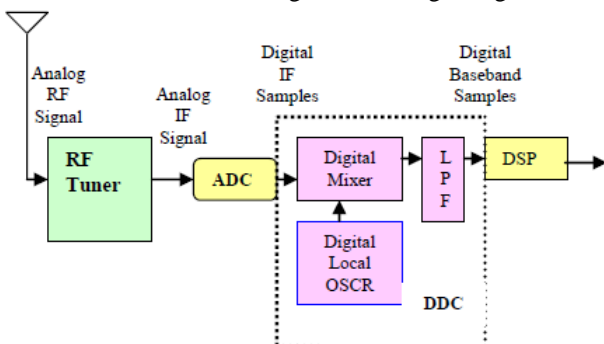 Analog
RF
Signal
Analog
IF
Signal
Digital
IF
Samples
Digital
Baseband
Samples
RF
Tuner
ADC
Digital
Mixer
L
P
F
DSP
Digital
Local
OSCR
DDC